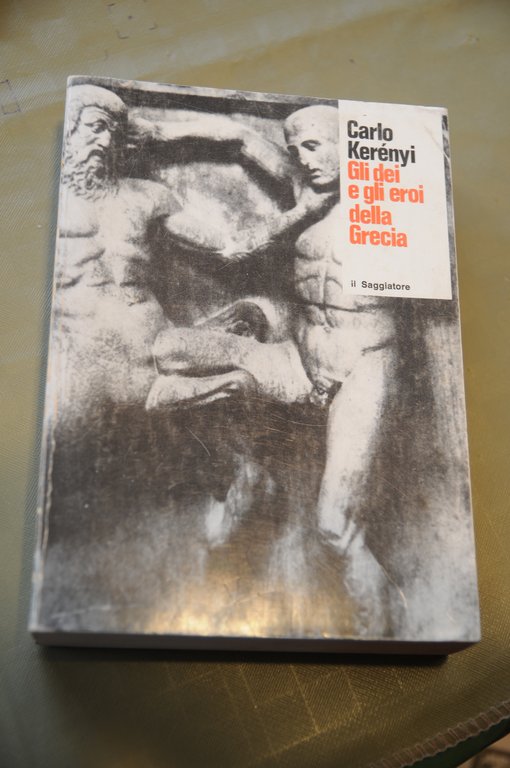 Carlo
Kerényi
Gli dei
e gli eroi
della
Grecia
il Saggiatore